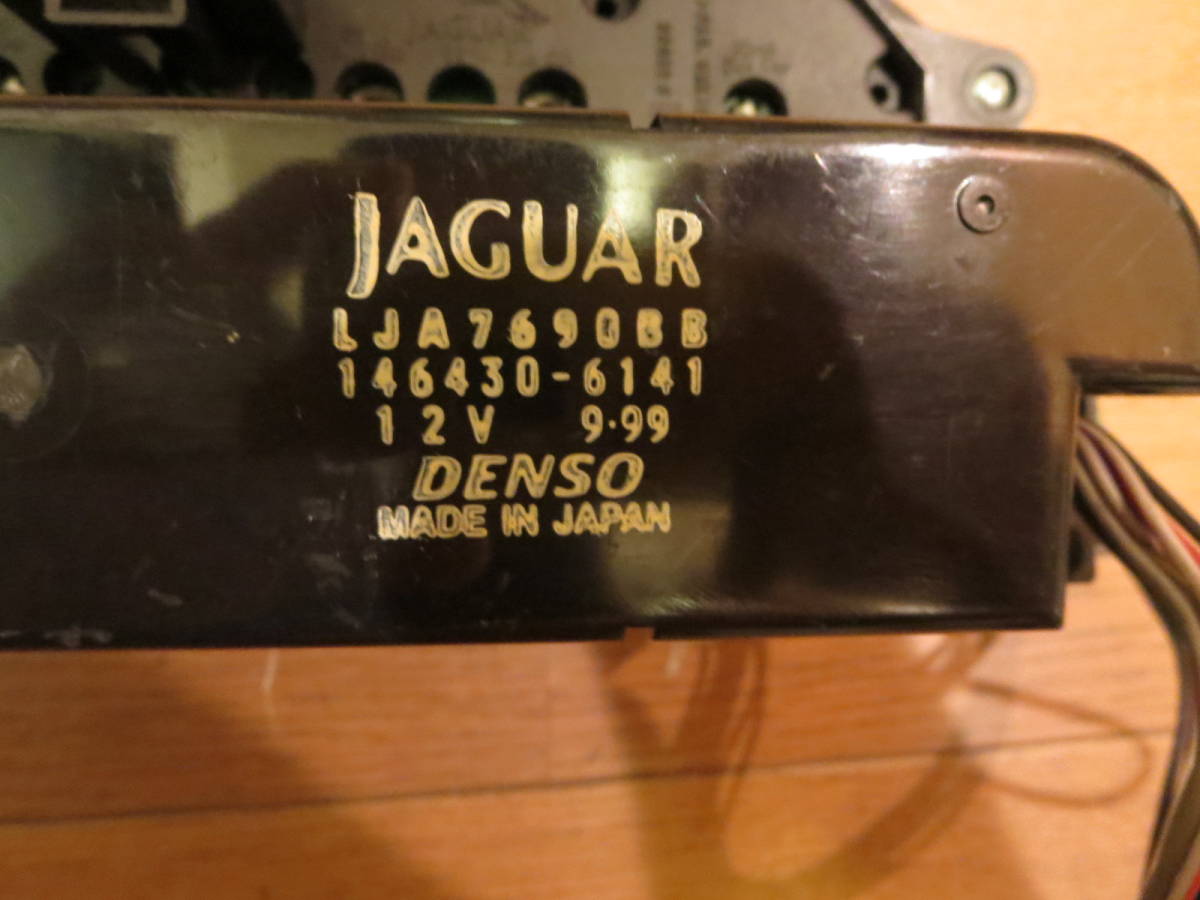 JAGUAR
LJA7690BB
146430-6141
12V 9·99
DENSO
MADE IN JAPAN